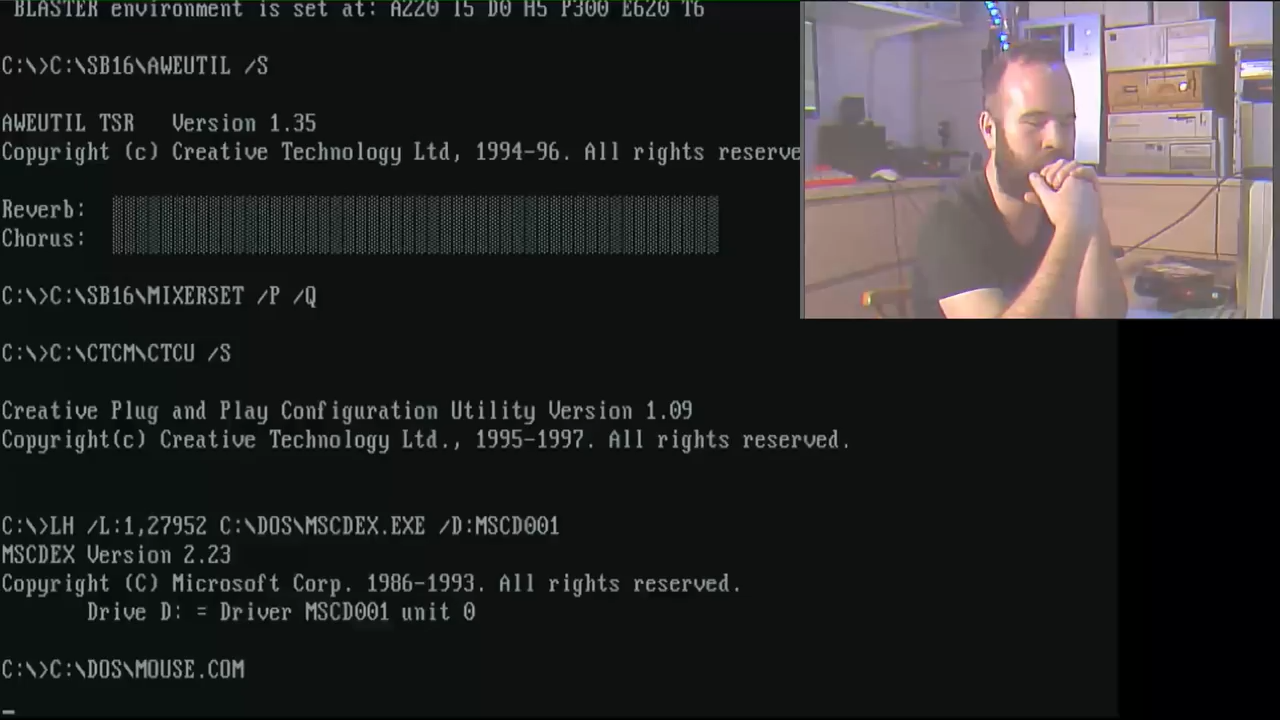 BLASTER environment is set at: A220 I5 D0 H5 P300 E620 T6
C:\>C:\SB16\AWEUTIL /S
AWEUTIL TSR   Version 1.35
Copyright (c) Creative Technology Ltd, 1994-96. All rights reserve
Reverb:
Chorus:
C:\>C:\SB16\MIXERSET /P /Q
C:\>C:\CTCM\CTCU /S
Creative Plug and Play Configuration Utility Version 1.09
Copyright(c) Creative Technology Ltd., 1995-1997. All rights reserved.
C:\>LH /L:1,27952 C:\DOS\MSCDEX.EXE /D:MSCD001
MSCDEX Version 2.23
Copyright (C) Microsoft Corp. 1986-1993. All rights reserved.
Drive D: = Driver MSCD001 unit 0
C:\>C:\DOS\MOUSE.COM